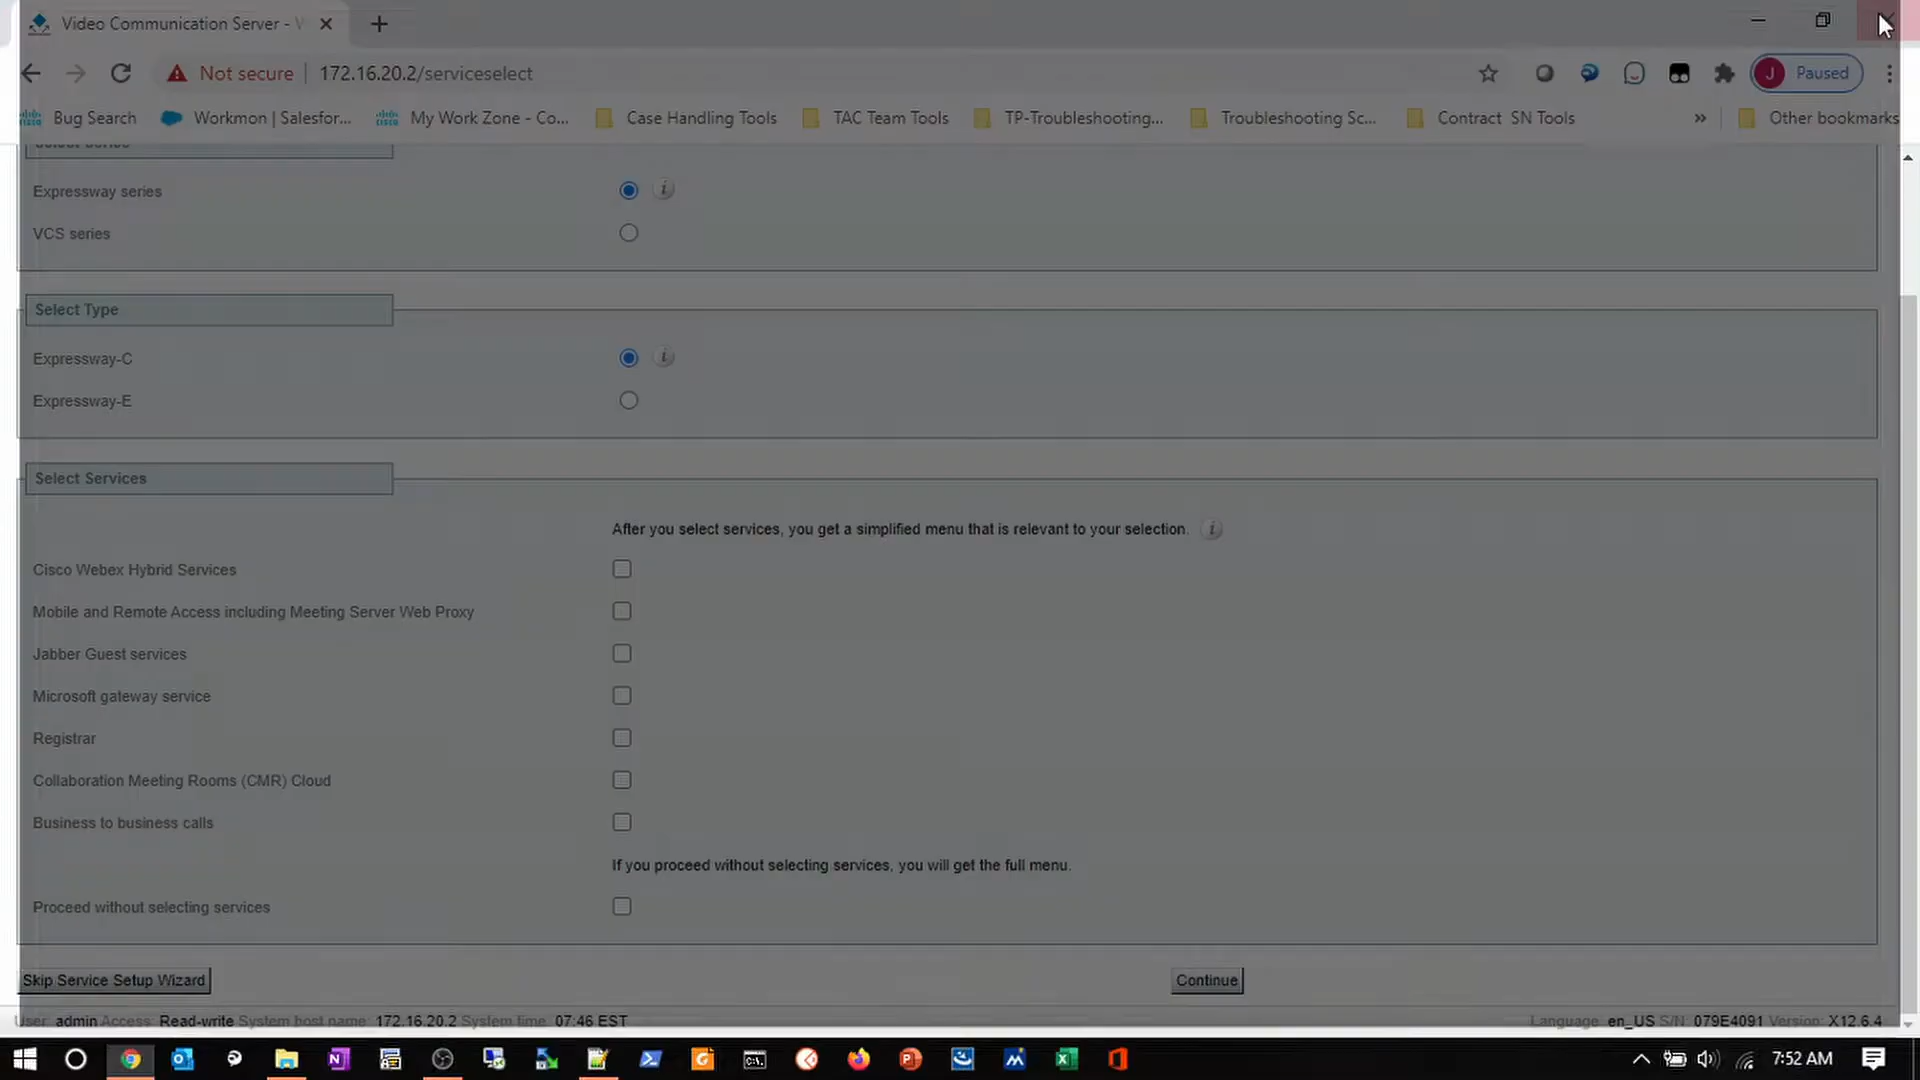 Video Communication Server - V
Not secure 172.16.20.2/serviceselect
J Paused
Bug Search Workmon | Salesfor... My Work Zone - Co... Case Handling Tools TAC Team Tools TP-Troubleshooting... Troubleshooting Sc... Contract SN Tools » Other bookmarks
Select Series
Expressway series
VCS series
Select Type
Expressway-C
Expressway-E
Select Services
After you select services, you get a simplified menu that is relevant to your selection.
Cisco Webex Hybrid Services
Mobile and Remote Access including Meeting Server Web Proxy
Jabber Guest services
Microsoft gateway service
Registrar
Collaboration Meeting Rooms (CMR) Cloud
Business to business calls
If you proceed without selecting services, you will get the full menu.
Proceed without selecting services
Skip Service Setup Wizard Continue
User: admin Access: Read-write System host name: 172.16.20.2 System time: 07:46 EST Language: en_US S/N: 079E4091 Version: X12.6.4
7:52 AM